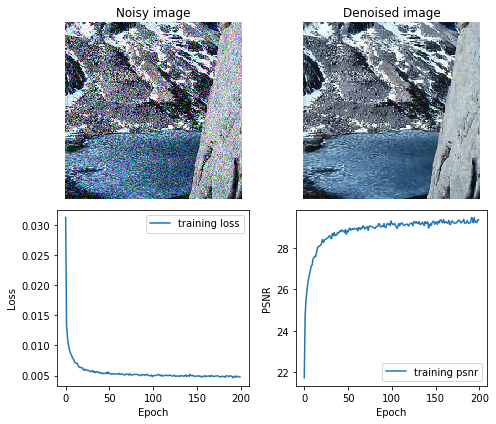 Noisy image
Denoised image
0.030
0.025
0.020
0.015
0.010
0.005
Loss
training loss
0
50
100
150
200
Epoch
28
26
24
22
PSNR
training psnr
0
50
100
150
200
Epoch